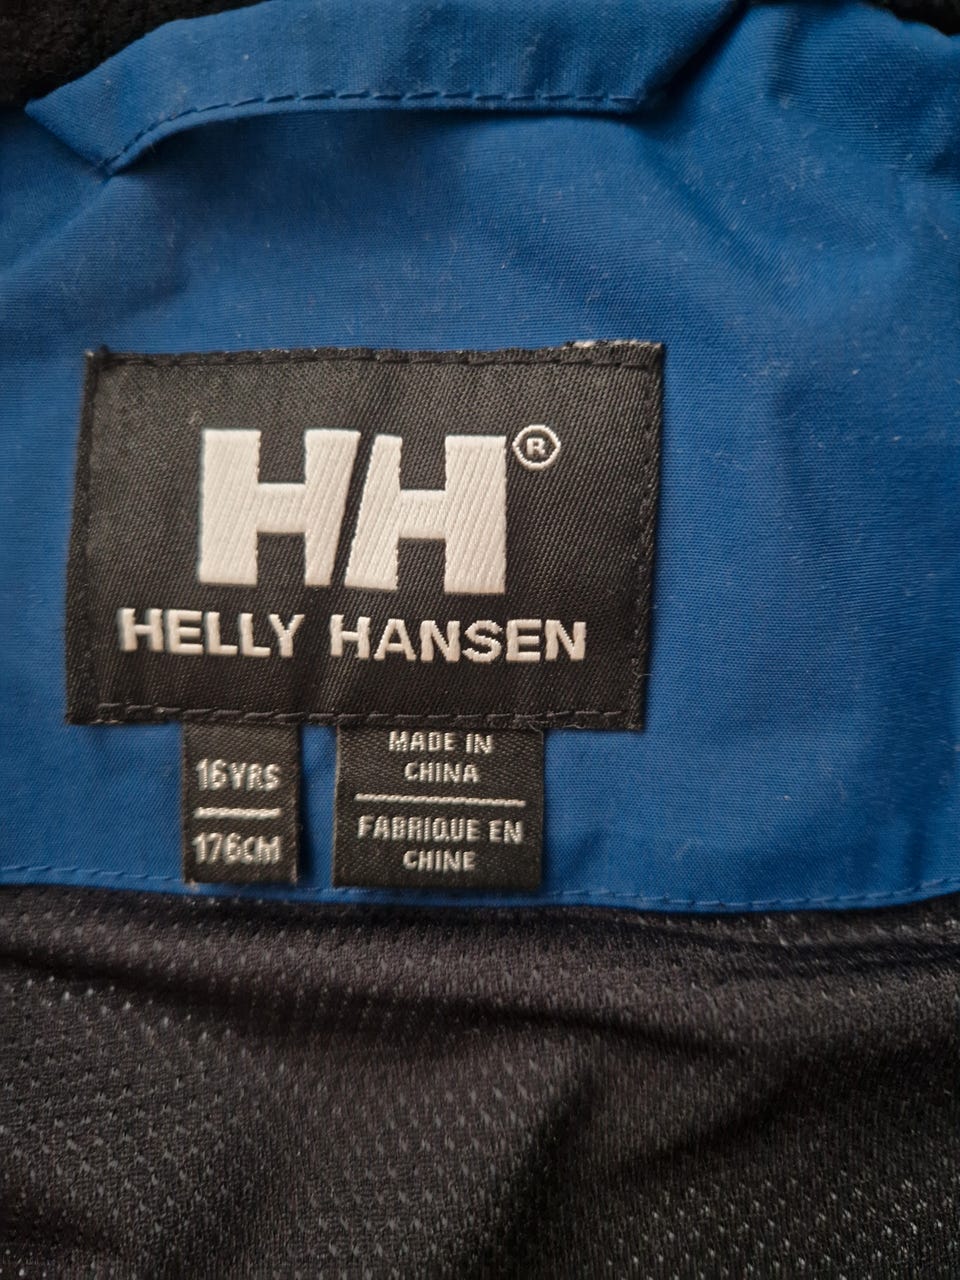 HH®
HELLY HANSEN
16YRS
176CM
MADE IN
CHINA
FABRIQUE EN
CHINE